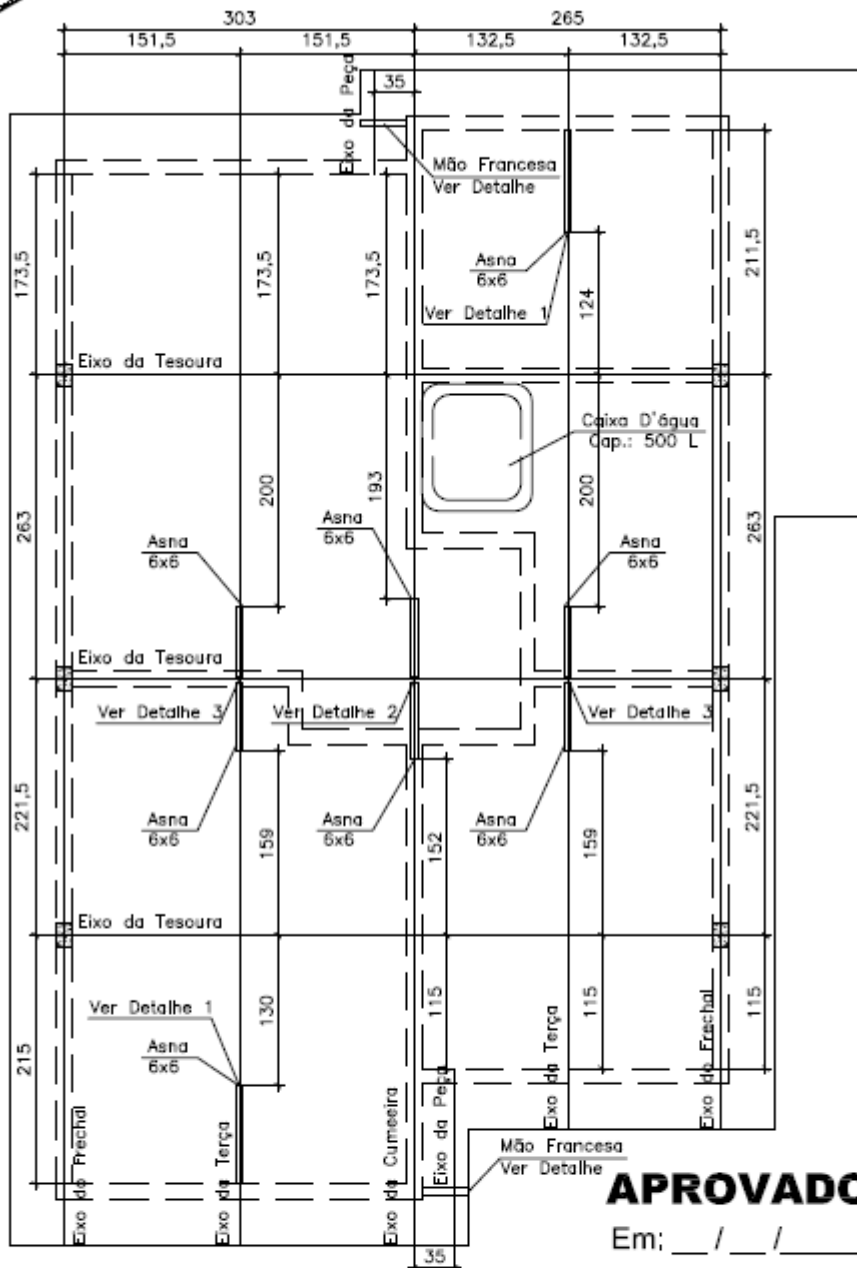 303
265
151,5
151,5
132,5
132,5
Eixo da Peça
35
Mão Francesa
Ver Detalhe
173,5
173,5
173,5
Asna
6x6
Ver Detalhe 1
124
211,5
Eixo da Tesoura
Caixa D'água
Cap.: 500 L
263
200
193
200
263
Asna
6x6
Asna
6x6
Asna
6x6
Eixo da Tesoura
Ver Detalhe 3
Ver Detalhe 2
Ver Detalhe 3
221,5
Asna
6x6
159
Asna
6x6
152
Asna
6x6
159
221,5
Eixo da Tesoura
Ver Detalhe 1
Asna
6x6
215
130
115
115
115
Eixo do Frechal
Eixo da Terça
Eixo da Cumeeira
Eixo da Peça
Eixo da Terça
Eixo do Frechal
Mão Francesa
Ver Detalhe
35
APROVADO
Em: __ / __ /____